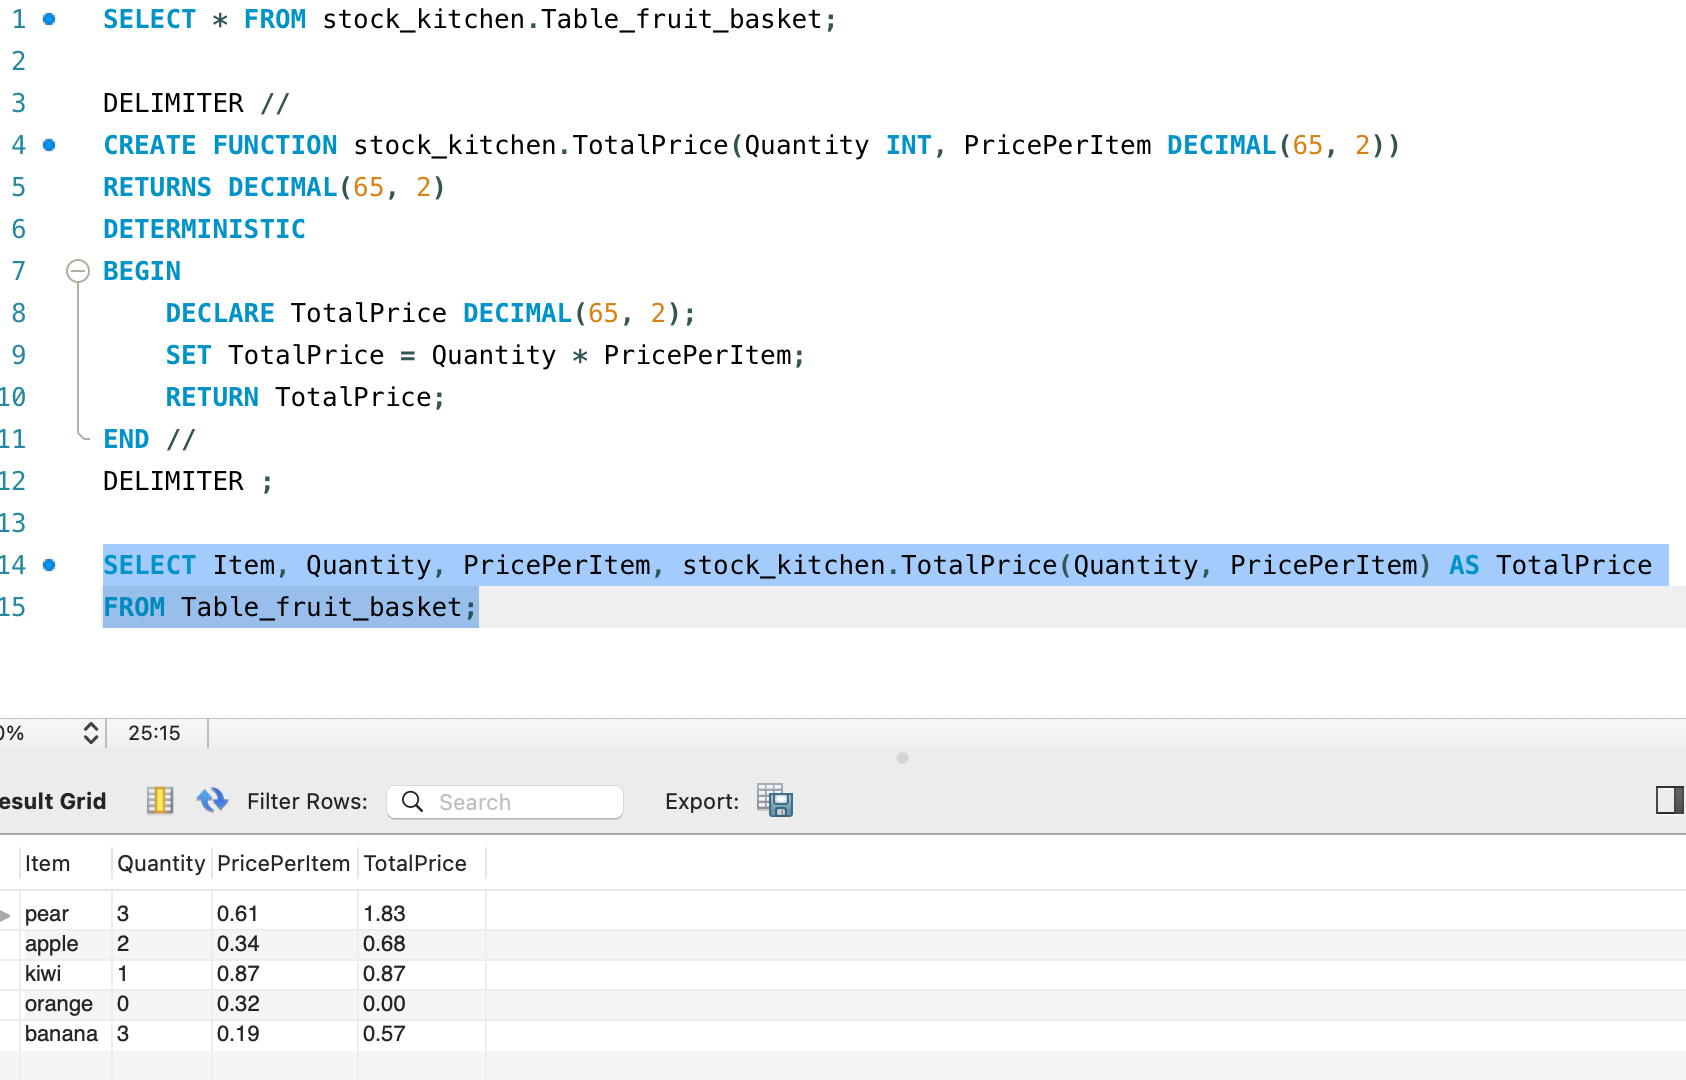 1 SELECT * FROM stock_kitchen.Table_fruit_basket;
2
3 DELIMITER //
4 CREATE FUNCTION stock_kitchen.TotalPrice(Quantity INT, PricePerItem DECIMAL(65, 2))
5 RETURNS DECIMAL(65, 2)
6 DETERMINISTIC
7 BEGIN
8 DECLARE TotalPrice DECIMAL(65, 2);
9 SET TotalPrice = Quantity * PricePerItem;
10 RETURN TotalPrice;
11 END //
12 DELIMITER ;
13
14 SELECT Item, Quantity, PricePerItem, stock_kitchen.TotalPrice(Quantity, PricePerItem) AS TotalPrice
15 FROM Table_fruit_basket;
0% 25:15
esult Grid Filter Rows: Search Export:
Item Quantity PricePerItem TotalPrice
pear 3 0.61 1.83
apple 2 0.34 0.68
kiwi 1 0.87 0.87
orange 0 0.32 0.00
banana 3 0.19 0.57